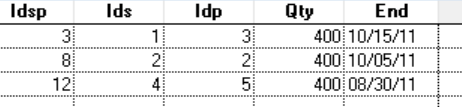 Idsp Ids Idp Qty End
3 1 3 400 10/15/11
8 2 2 400 10/05/11
12 4 5 400 08/30/11